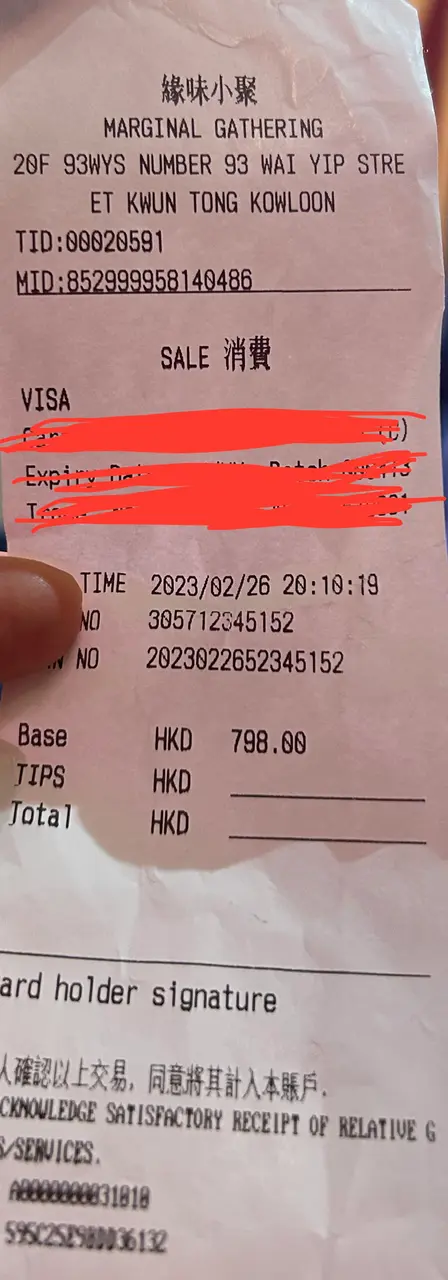 緣味小聚
MARGINAL GATHERING
20F 93WYS NUMBER 93 WAI YIP STRE
ET KWUN TONG KOWLOON
TID:00020591
MID:852999958140486
SALE 消費
VISA
Expiry
TIME 2023/02/26 20:10:19
NO 305712345152
NO 2023022652345152
Base HKD 798.00
TIPS HKD
Total HKD
ard holder signature
人確認以上交易, 同意將其計入本賬戶.
CKNOWLEDGE SATISFACTORY RECEIPT OF RELATIVE G
S/SERVICES.
A0000000031010